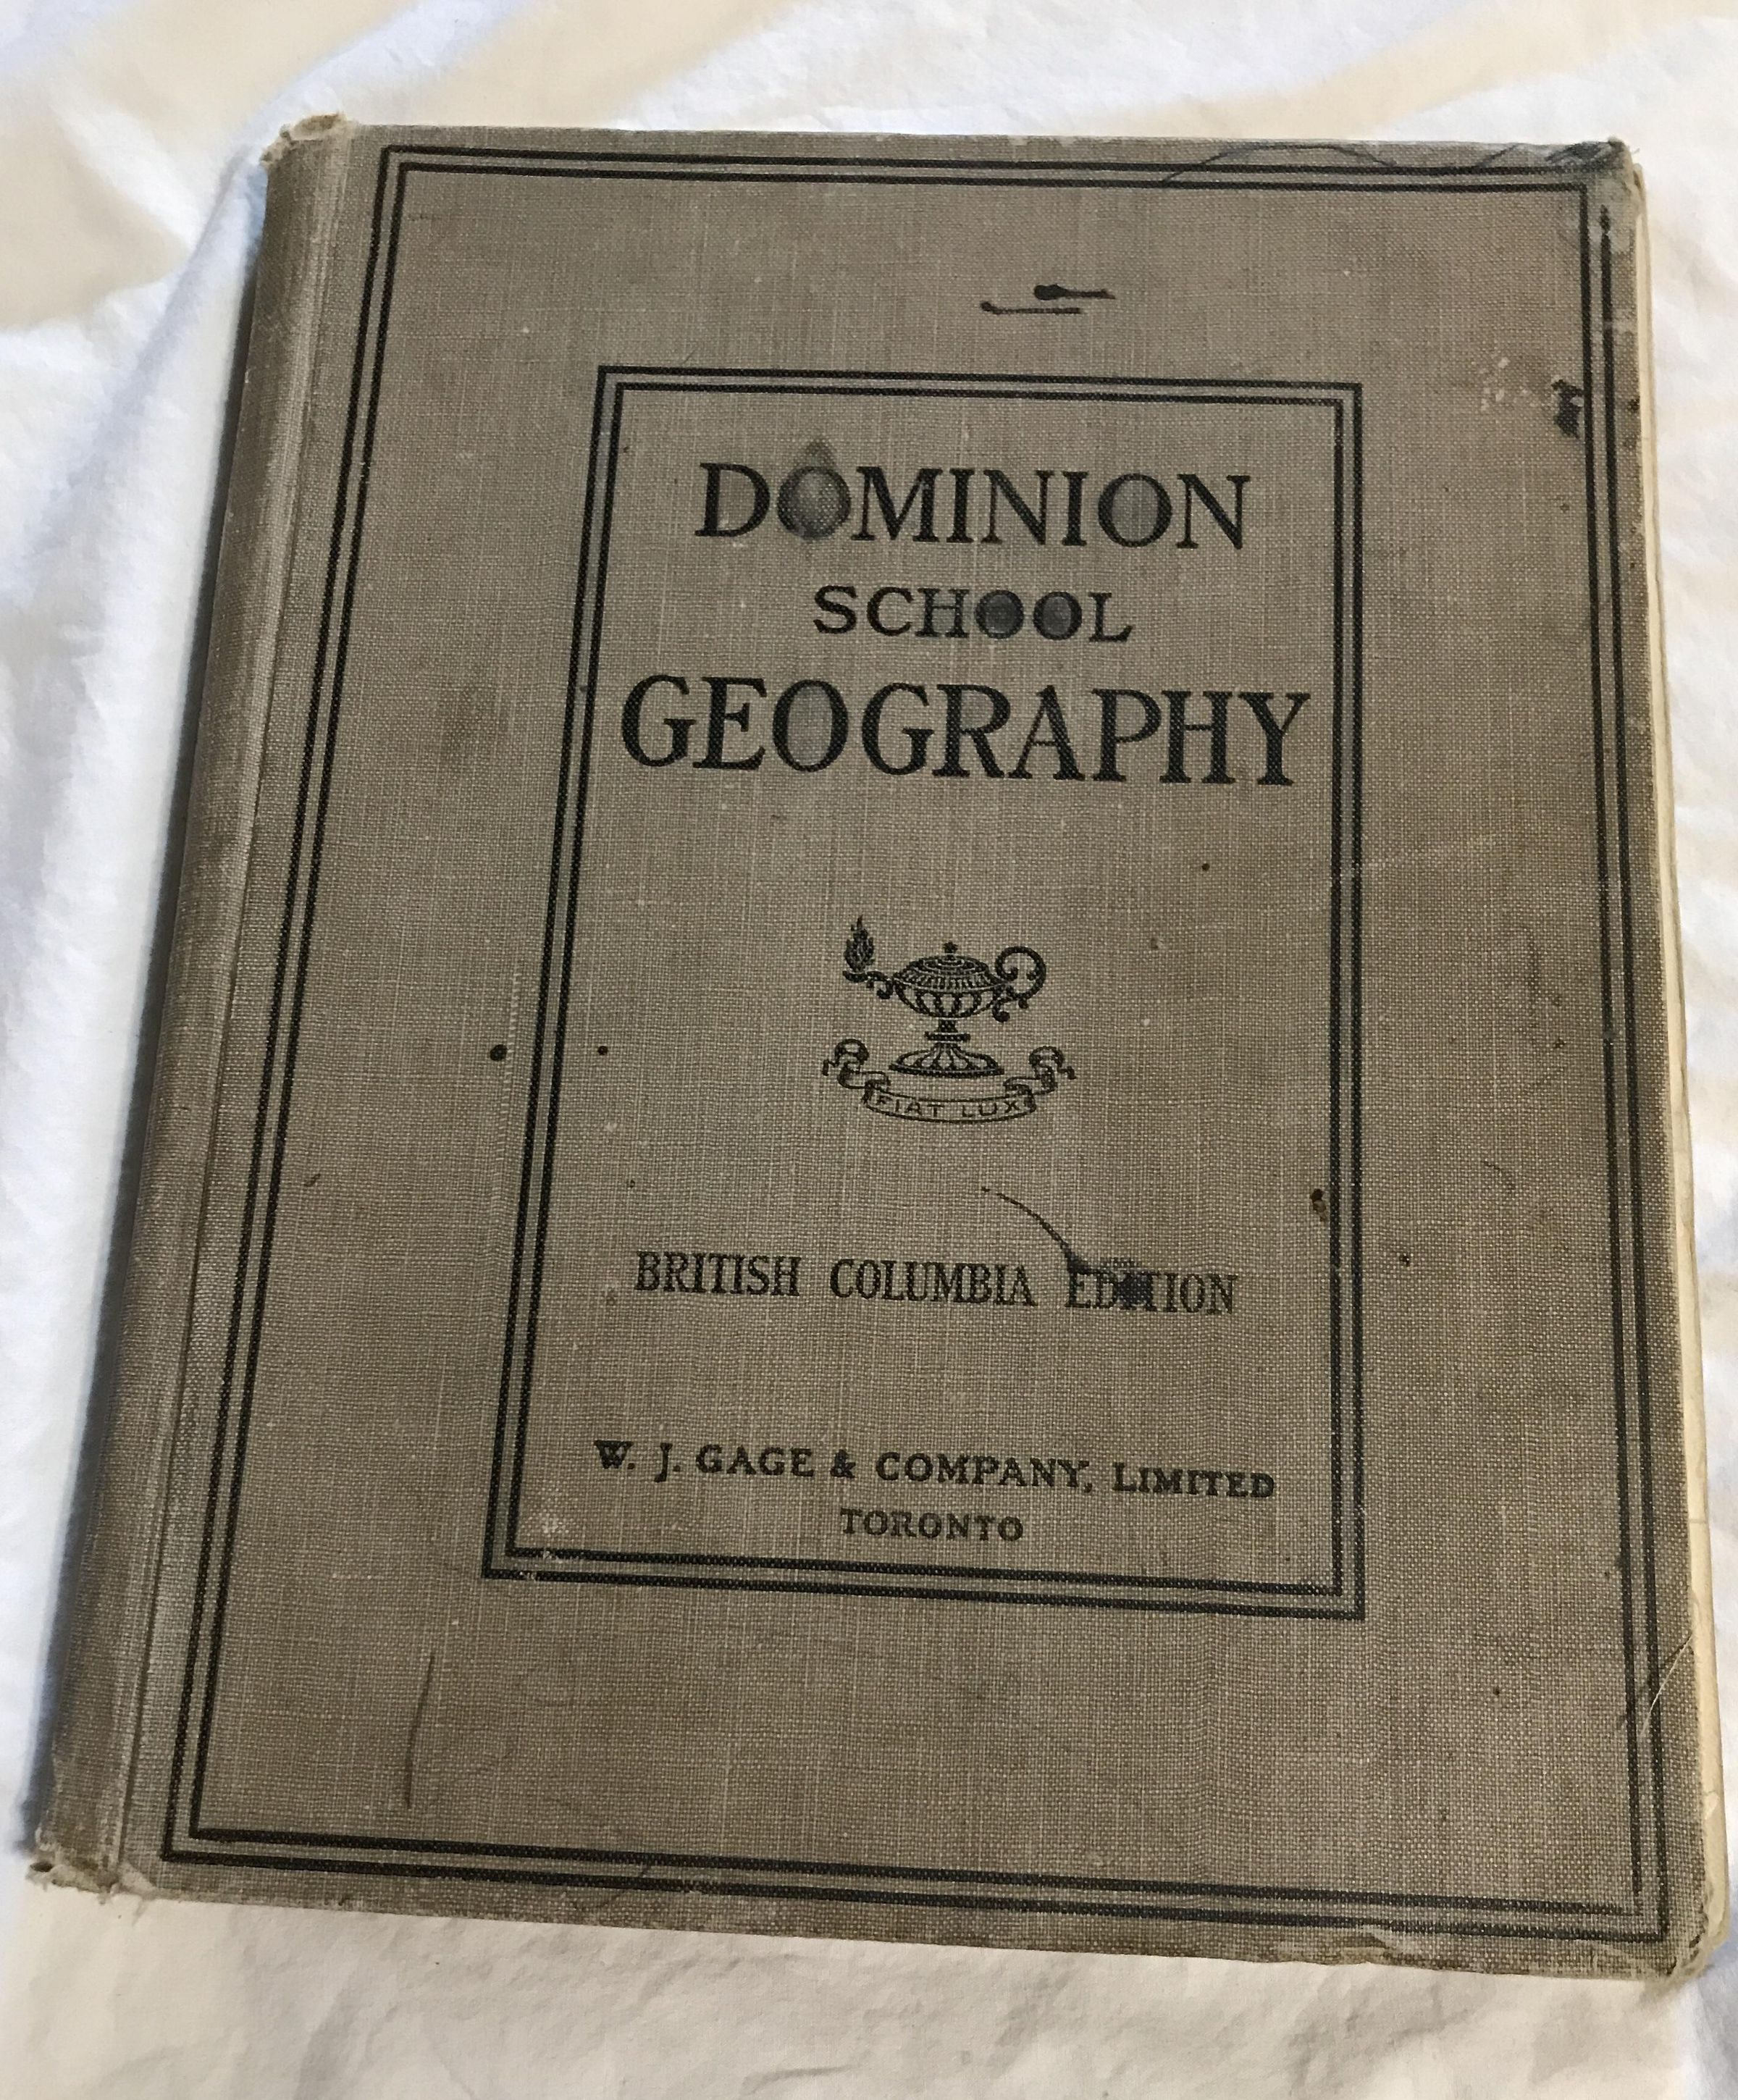 DOMINION
SCHOOL
GEOGRAPHY
FIAT LUX
BRITISH COLUMBIA EDITION
W. J. GAGE & COMPANY, LIMITED
TORONTO